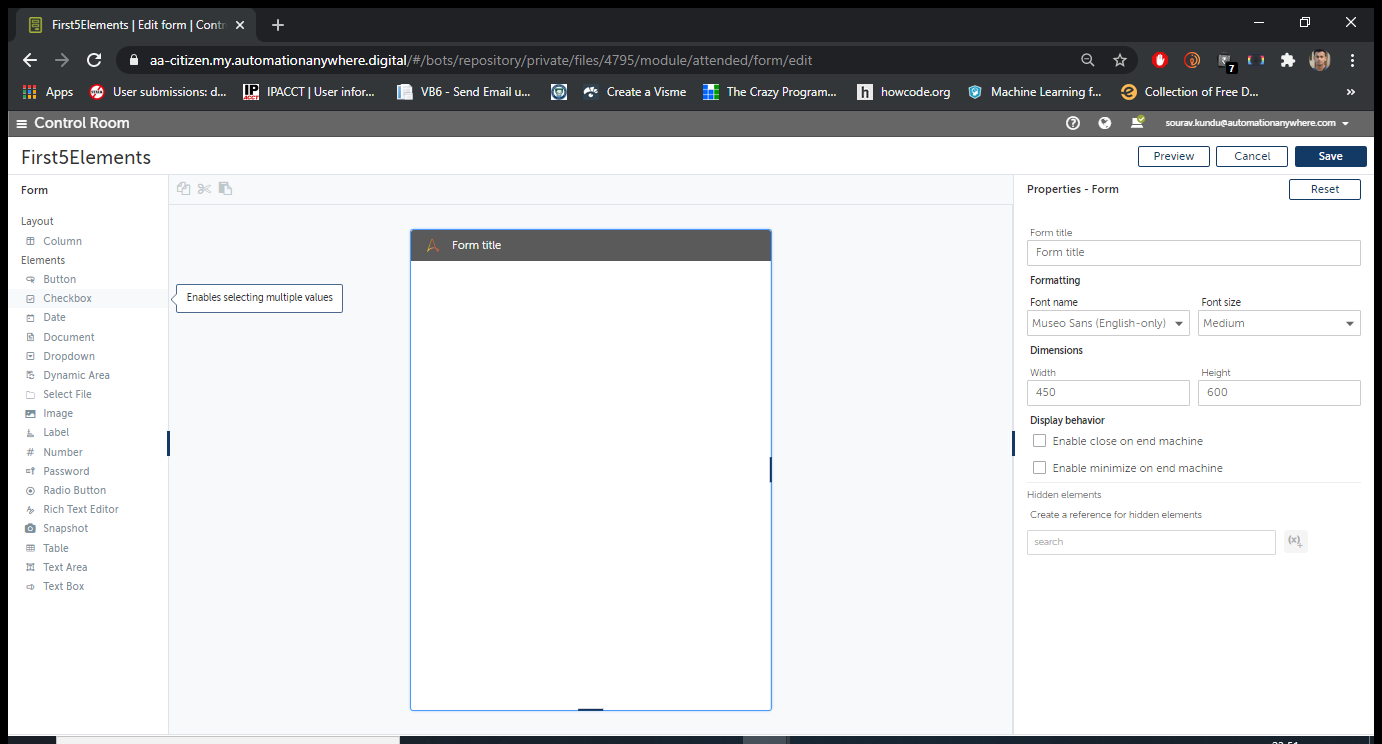 First5Elements | Edit form | Contr
aa-citizen.my.automationanywhere.digital/#/bots/repository/private/files/4795/module/attended/form/edit
7
Apps
User submissions: d...
IPACCT | User infor...
VB6 - Send Email u...
Create a Visme
The Crazy Program...
howcode.org
Machine Learning f...
Collection of Free D...
»
Control Room
sourav.kundu@automationanywhere.com
First5Elements
Preview
Cancel
Save
Form
Layout
Column
Elements
Button
Checkbox
Date
Document
Dropdown
Dynamic Area
Select File
Image
Label
Number
Password
Radio Button
Rich Text Editor
Snapshot
Table
Text Area
Text Box
Enables selecting multiple values
Form title
Properties - Form
Reset
Form title
Form title
Formatting
Font name
Font size
Museo Sans (English-only)
Medium
Dimensions
Width
Height
450
600
Display behavior
Enable close on end machine
Enable minimize on end machine
Hidden elements
Create a reference for hidden elements
search
(x)+